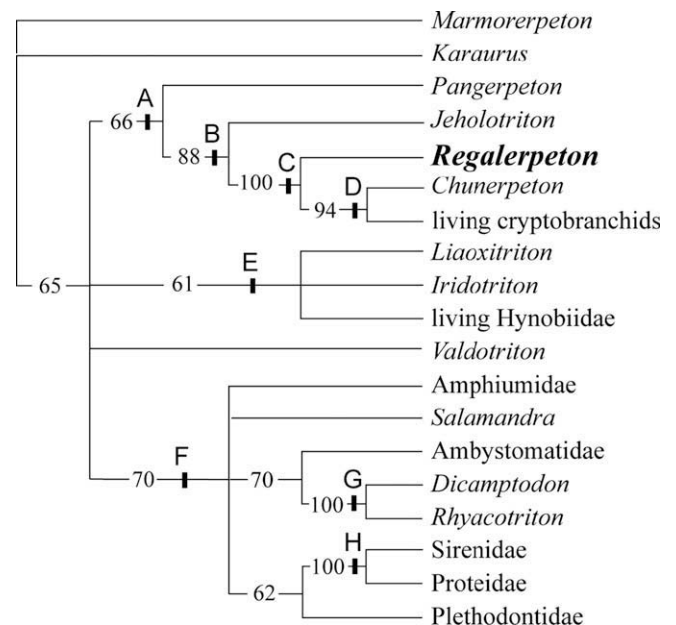 Marmorerpeton
Karaurus
Pangerpeton
A
66
Jeholotriton
B
88
Regalerpeton
C
100
Chunerpeton
D
94
living cryptobranchids
Liaoxitriton
E
65
61
Iridotriton
living Hynobiidae
Valdotriton
Amphiumidae
Salamandra
Ambystomatidae
F
70
70
G
Dicamptodon
100
Rhyacotriton
H
Sirenidae
100
Proteidae
62
Plethodontidae